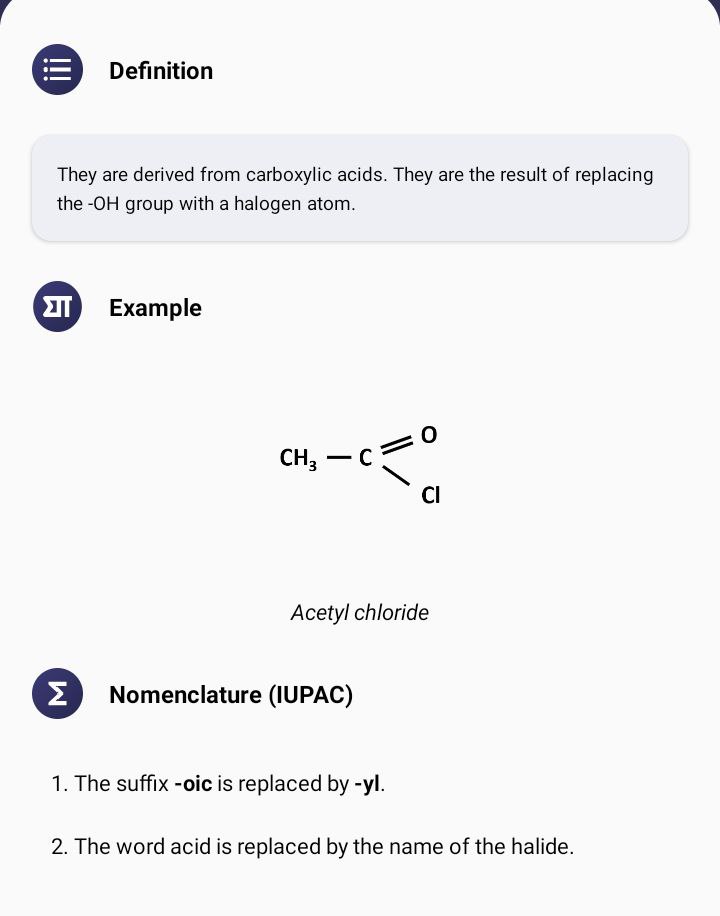 Definition
They are derived from carboxylic acids. They are the result of replacing
the -OH group with a halogen atom.
ΣΠ
Example
O
CH₃ — C
Cl
Acetyl chloride
Σ
Nomenclature (IUPAC)
1. The suffix -oic is replaced by -yl.
2. The word acid is replaced by the name of the halide.